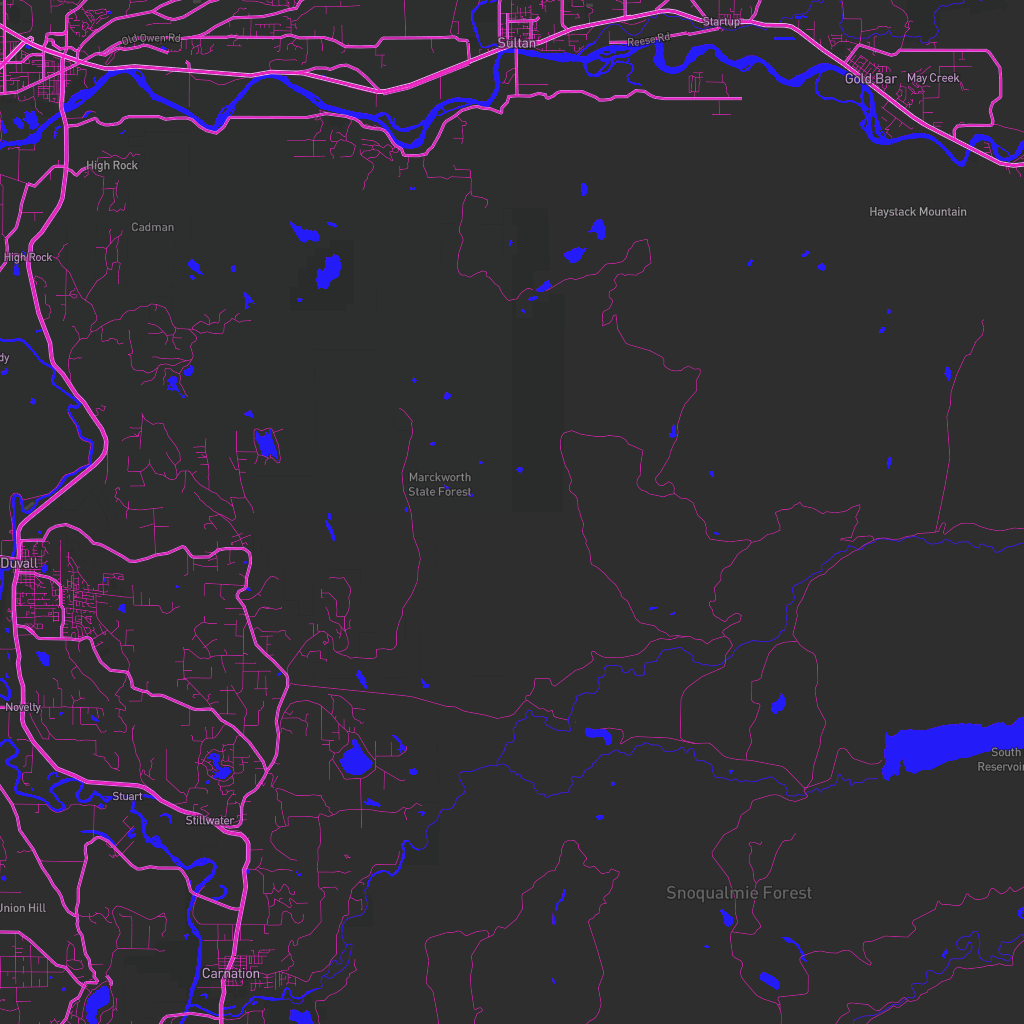 Startup
Old Owen Rd
Reese Rd
Sultan
Gold Bar
May Creek
High Rock
Haystack Mountain
Cadman
High Rock
dy
Marckworth
State Forest
Duvall
Novelty
South
Reservoir
Stuart
Stillwater
Snoqualmie Forest
Union Hill
Carnation